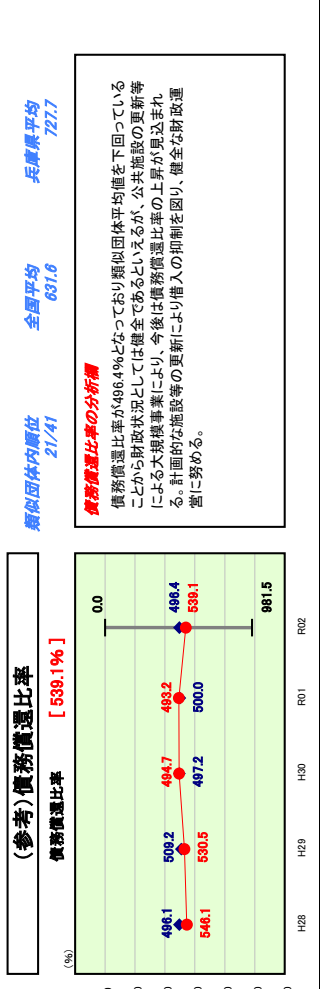 (参考)債務償還比率
債務償還比率
[ 539.1% ]
(%)
496.1
546.1
509.2
530.5
494.7
497.2
493.2
500.0
0.0
496.4
539.1
981.5
H28
H29
H30
R01
R02
類似団体内順位
21/41
全国平均
631.6
兵庫県平均
727.7
債務償還比率の分析欄
債務償還比率が496.4%となっており類似団体平均値を下回っている
ことから財政状況としては健全であるといえるが、公共施設の更新等
による大規模事業により、今後は債務償還比率の上昇が見込まれ
る。計画的な施設等の更新により借入の抑制を図り、健全な財政運
営に努める。